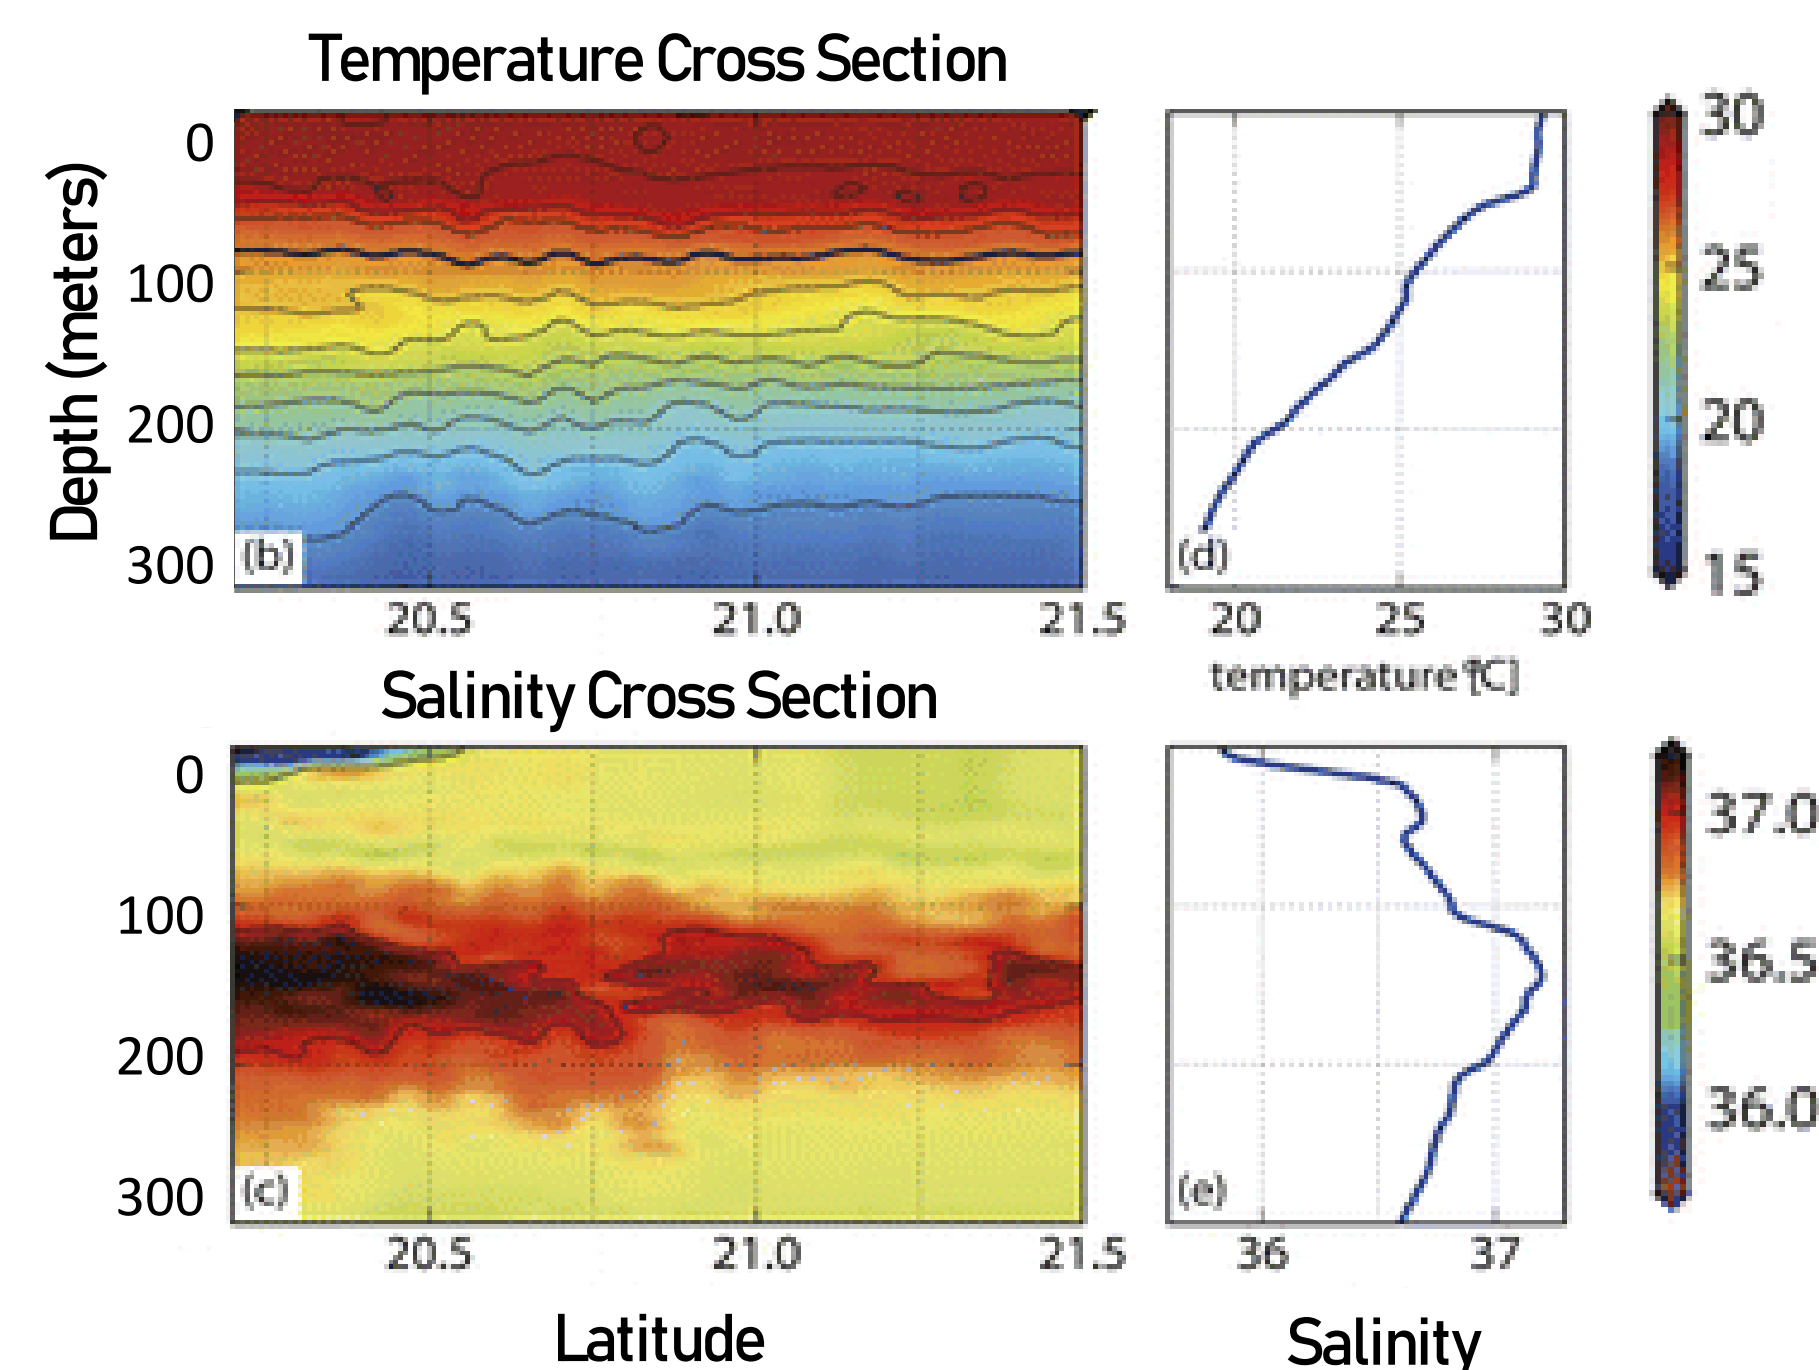 Temperature Cross Section
Depth (meters)
0
100
200
300
(b)
20.5 21.0 21.5
(d)
20 25 30
temperature [°C]
30
25
20
15
Salinity Cross Section
0
100
200
300
(c)
20.5 21.0 21.5
Latitude
(e)
36 37
Salinity
37.0
36.5
36.0